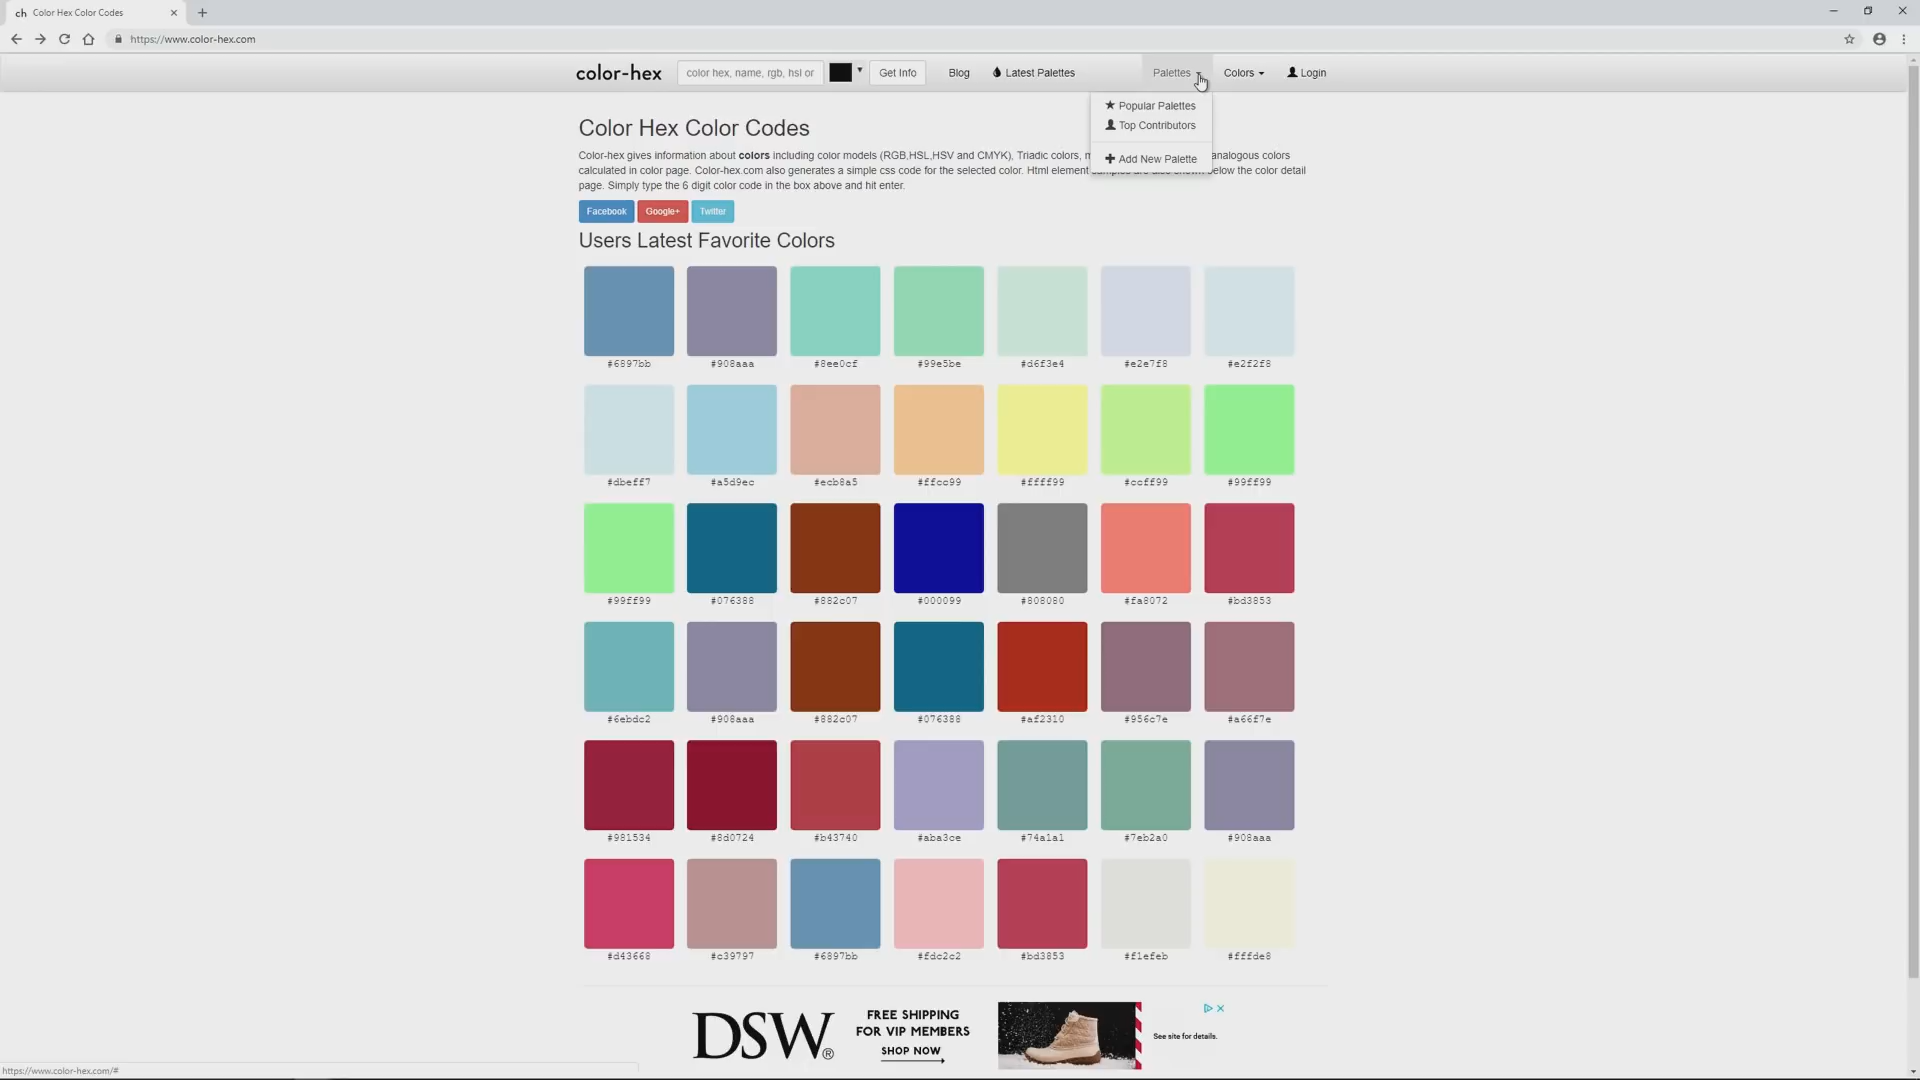 ch Color Hex Color Codes
https://www.color-hex.com
color-hex color hex, name, rgb, hsl or Get Info Blog Latest Palettes Palettes Colors Login
Popular Palettes
Top Contributors
Add New Palette
Color Hex Color Codes
Color-hex gives information about colors including color models (RGB,HSL,HSV and CMYK), Triadic colors, analogous colors
calculated in color page. Color-hex.com also generates a simple css code for the selected color. Html element samples are also shown below the color detail
page. Simply type the 6 digit color code in the box above and hit enter.
Facebook Google+ Twitter
Users Latest Favorite Colors
#6897bb #908aaa #8ee0cf #99e5be #d6f3e4 #e2e7f8 #e2f2f8
#dbeff7 #a5d9ec #ecb8a5 #ffcc99 #ffff99 #ccff99 #99ff99
#99ff99 #076388 #882c07 #000099 #808080 #fa8072 #bd3853
#6ebdc2 #908aaa #882c07 #076388 #af2310 #956c7e #a66f7e
#981534 #8d0724 #b43740 #aba3ce #74a1a1 #7eb2a0 #908aaa
#d43668 #c39797 #6897bb #fdc2c2 #bd3853 #f1efeb #fffde8
DSW®
FREE SHIPPING
FOR VIP MEMBERS
SHOP NOW
See site for details.
https://www.color-hex.com/#